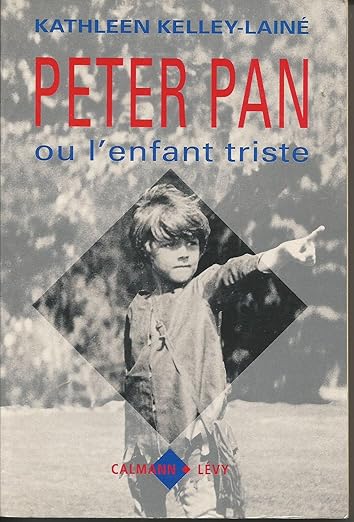 KATHLEEN KELLEY-LAINÉ
PETER PAN
ou l'enfant triste
CALMANN ◆ LÉVY